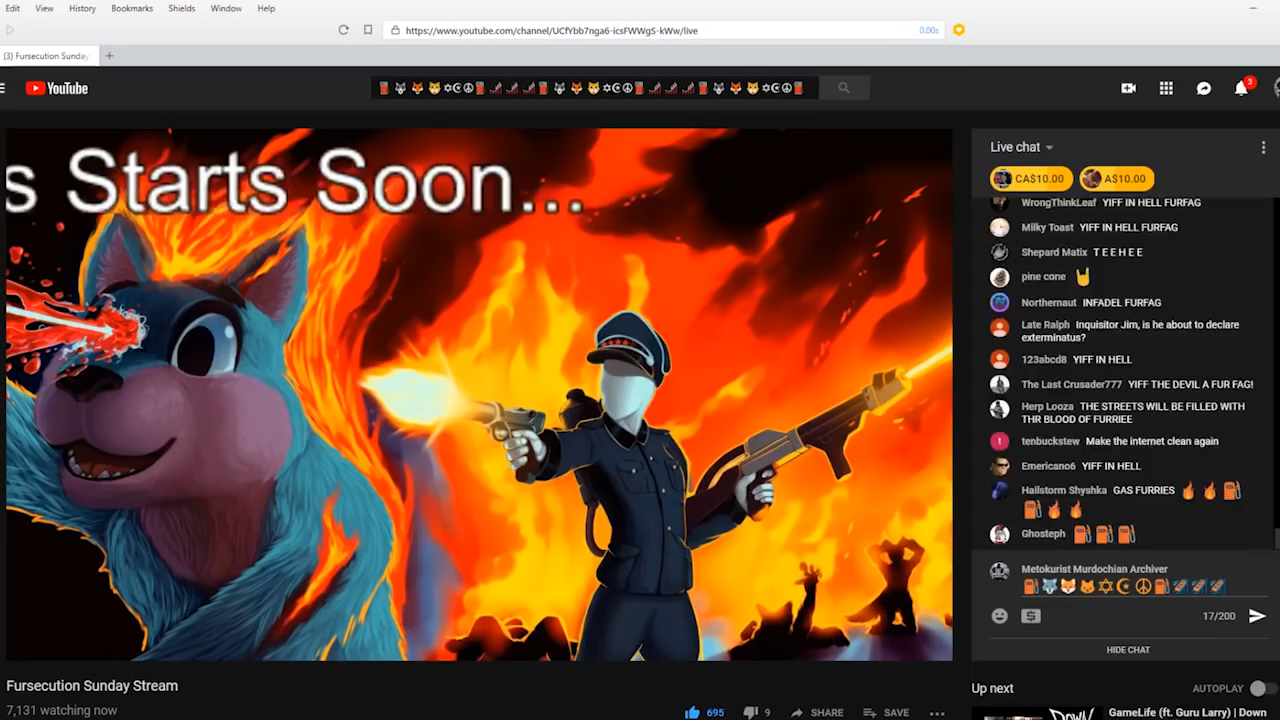 Edit View History Bookmarks Shields Window Help
https://www.youtube.com/channel/UCfYbb7nga6-icsFWWgS-kWw/live 0.00s
(3) Fursecution Sunday +
YouTube
3
s Starts Soon...
Live chat
CA$10.00 A$10.00
WrongThinkLeaf YIFF IN HELL FURFAG
Milky Toast YIFF IN HELL FURFAG
Shepard Matix T E E H E E
pine cone 🤘
Northernaut INFADEL FURFAG
Late Ralph Inquisitor Jim, is he about to declare
exterminatus?
123abcd8 YIFF IN HELL
The Last Crusader777 YIFF THE DEVIL A FUR FAG!
Herp Looza THE STREETS WILL BE FILLED WITH
THR BLOOD OF FURRIE
t tenbuckstew Make the internet clean again
Emericano6 YIFF IN HELL
Hailstorm Shyshka GAS FURRIES 🔥 🔥 ⛽
⛽ 🔥 🔥
Ghosteph ⛽ ⛽ ⛽
Metokurist Murdochian Archiver
17/200
HIDE CHAT
Fursecution Sunday Stream
7,131 watching now
695 9 SHARE SAVE
Up next AUTOPLAY
GameLife (ft. Guru Larry) | Down